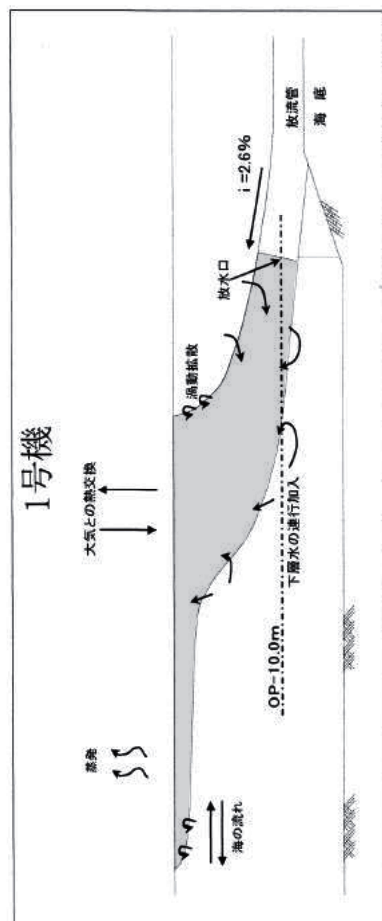 1号機
蒸発
大気との熱交換
渦動拡散
放水口
i=2.6%
放流管
海底
海の流れ
OP-10.0m
下層水の連行加入